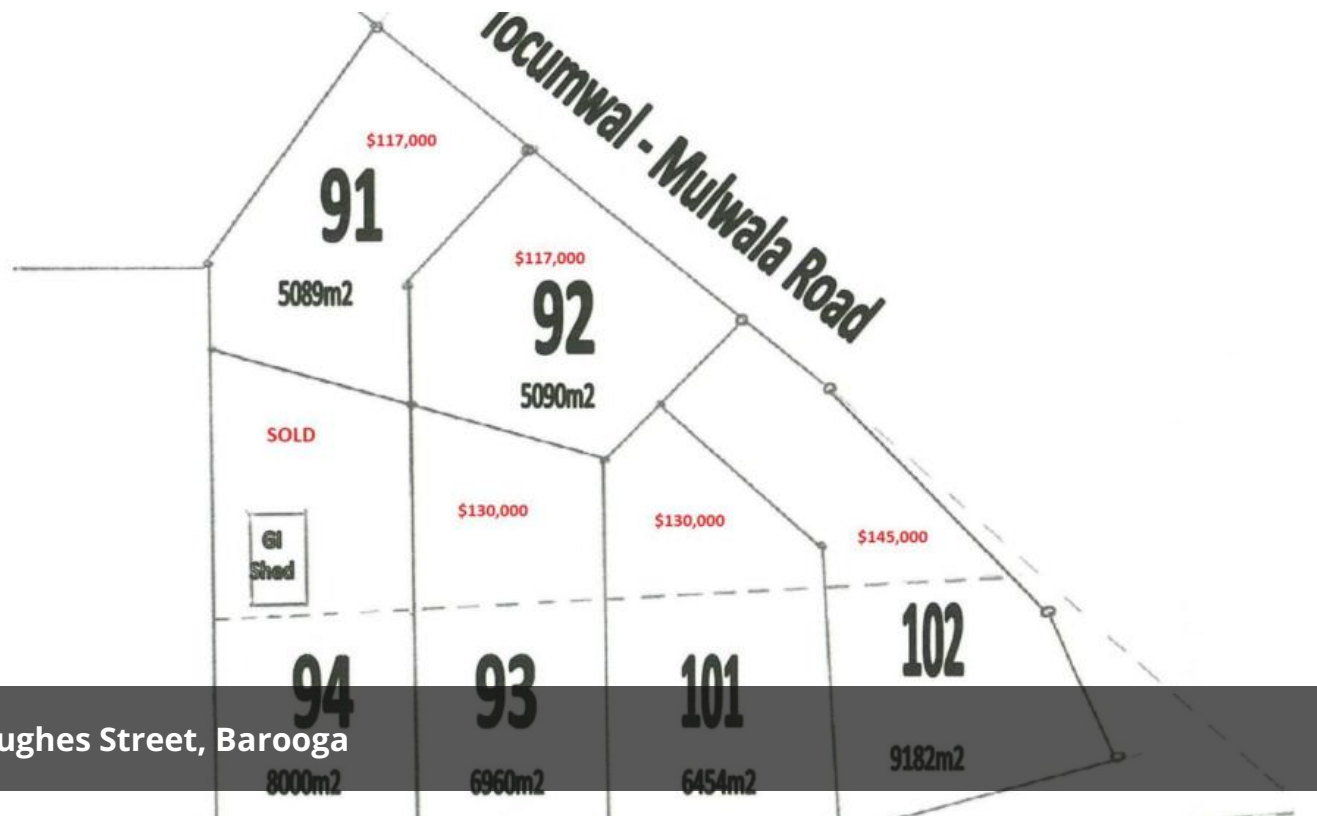 Tocumwal - Mulwala Road
$117,000
91
5089m2
$117,000
92
5090m2
SOLD
$130,000
$130,000
$145,000
GI
Shed
94
93
101
102
ughes Street, Barooga
8000m2
6960m2
6454m2
9182m2